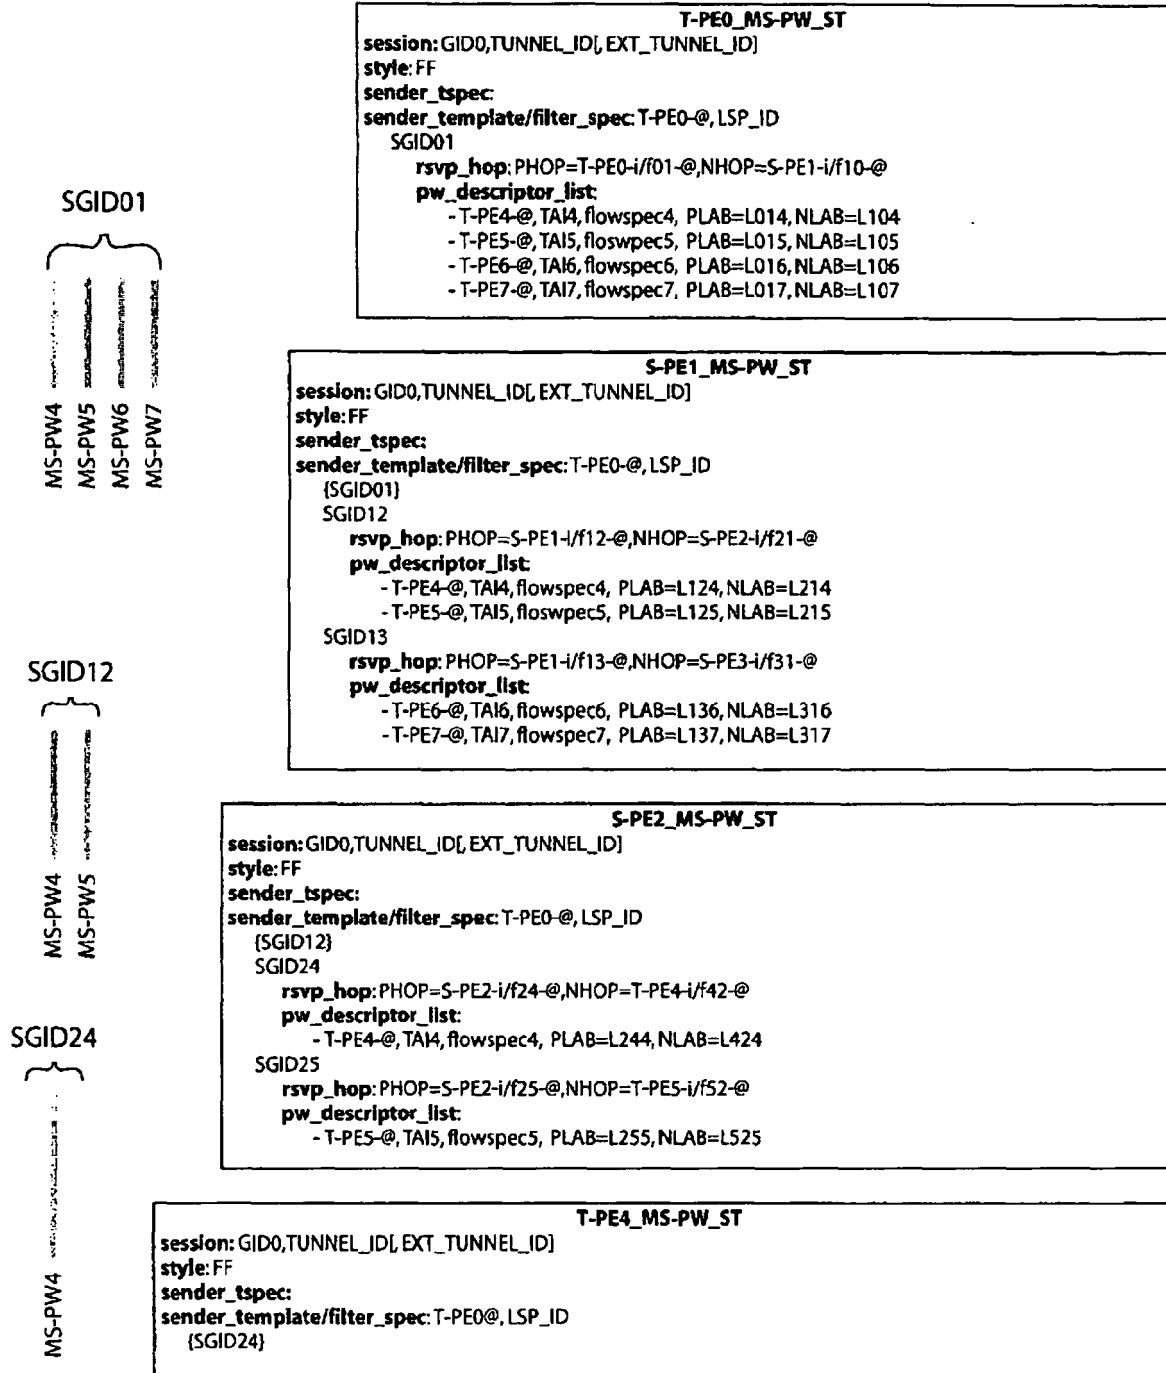 T-PE0_MS-PW_ST
session: GID0,TUNNEL_ID[, EXT_TUNNEL_ID]
style: FF
sender_tspec:
sender_template/filter_spec: T-PE0-@, LSP_ID
SGID01
rsvp_hop: PHOP=T-PE0-i/f01-@,NHOP=S-PE1-i/f10-@
pw_descriptor_list:
- T-PE4-@, TAI4, flowspec4, PLAB=L014, NLAB=L104
- T-PE5-@, TAI5, floswpec5, PLAB=L015, NLAB=L105
- T-PE6-@, TAI6, flowspec6, PLAB=L016, NLAB=L106
- T-PE7-@, TAI7, flowspec7, PLAB=L017, NLAB=L107
SGID01
MS-PW4
MS-PW5
MS-PW6
MS-PW7
S-PE1_MS-PW_ST
session: GID0,TUNNEL_ID[, EXT_TUNNEL_ID]
style: FF
sender_tspec:
sender_template/filter_spec: T-PE0-@, LSP_ID
{SGID01}
SGID12
rsvp_hop: PHOP=S-PE1-i/f12-@,NHOP=S-PE2-i/f21-@
pw_descriptor_list:
- T-PE4-@, TAI4, flowspec4, PLAB=L124, NLAB=L214
- T-PE5-@, TAI5, floswpec5, PLAB=L125, NLAB=L215
SGID13
rsvp_hop: PHOP=S-PE1-i/f13-@,NHOP=S-PE3-i/f31-@
pw_descriptor_list:
- T-PE6-@, TAI6, flowspec6, PLAB=L136, NLAB=L316
- T-PE7-@, TAI7, flowspec7, PLAB=L137, NLAB=L317
SGID12
MS-PW4
MS-PW5
S-PE2_MS-PW_ST
session: GID0,TUNNEL_ID[, EXT_TUNNEL_ID]
style: FF
sender_tspec:
sender_template/filter_spec: T-PE0-@, LSP_ID
{SGID12}
SGID24
rsvp_hop: PHOP=S-PE2-i/f24-@,NHOP=T-PE4-i/f42-@
pw_descriptor_list:
- T-PE4-@, TAI4, flowspec4, PLAB=L244, NLAB=L424
SGID25
rsvp_hop: PHOP=S-PE2-i/f25-@,NHOP=T-PE5-i/f52-@
pw_descriptor_list:
- T-PE5-@, TAI5, flowspec5, PLAB=L255, NLAB=L525
SGID24
MS-PW4
T-PE4_MS-PW_ST
session: GID0,TUNNEL_ID[, EXT_TUNNEL_ID]
style: FF
sender_tspec:
sender_template/filter_spec: T-PE0@, LSP_ID
{SGID24}